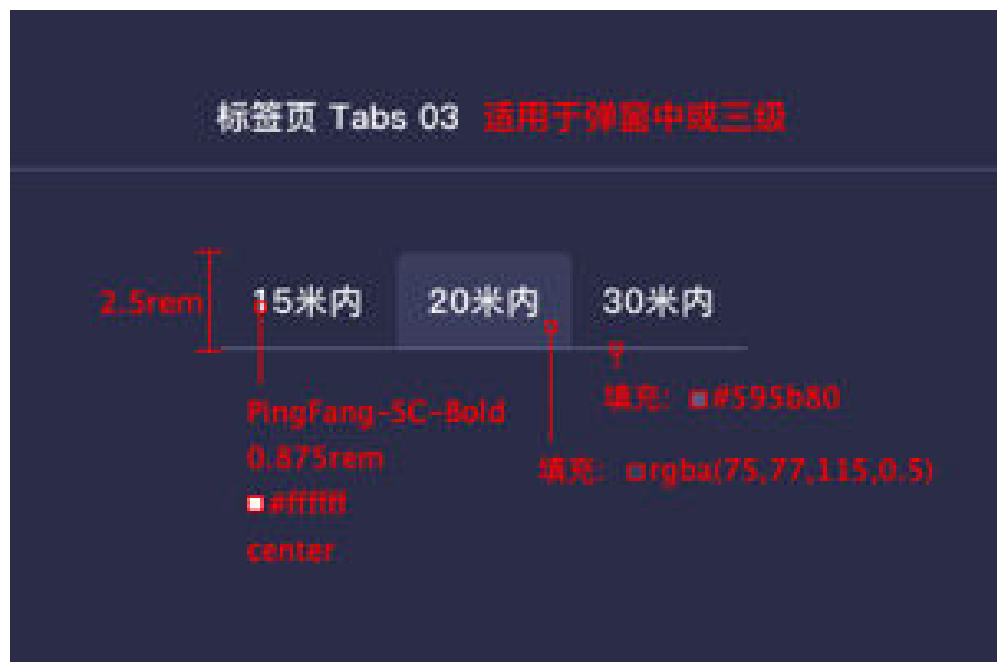 标签页 Tabs 03 适用于弹窗中或三级
2.5rem 15米内 20米内 30米内
填充: #595b80
PingFang-SC-Bold
0.875rem
填充: rgba(75,77,115,0.5)
#ffffff
center